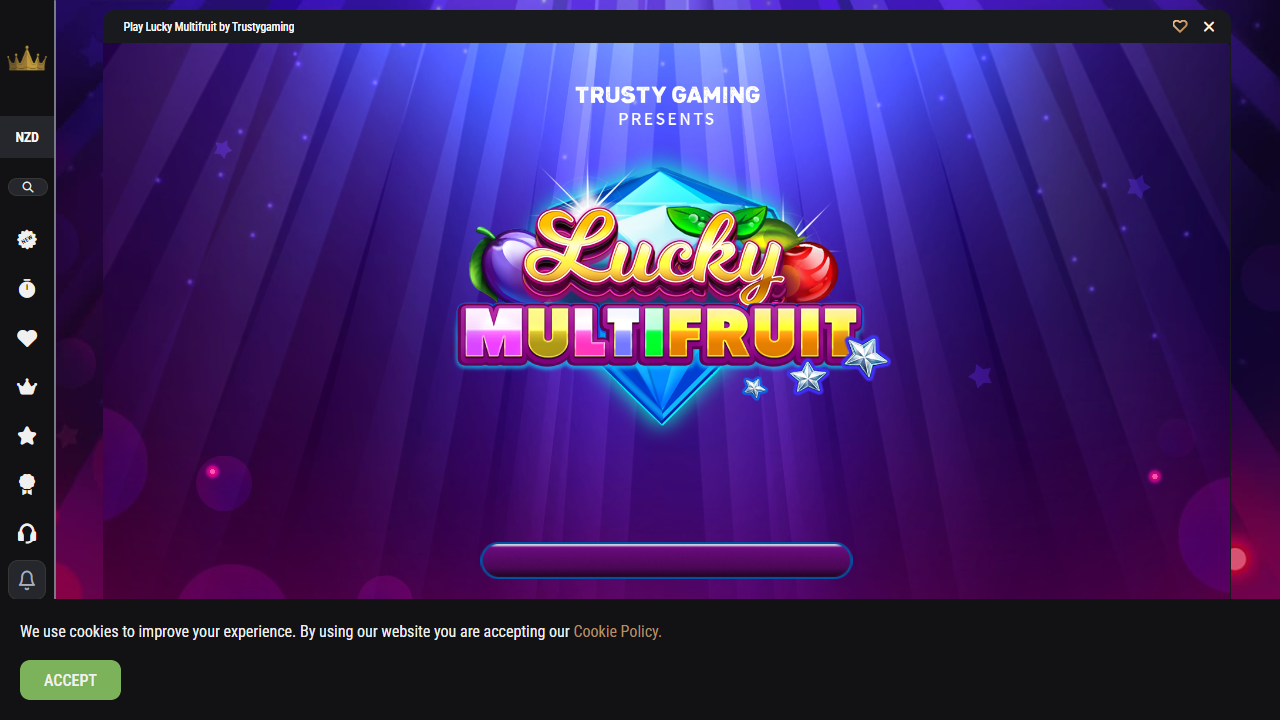 Play Lucky Multifruit by Trustygaming
NZD
NEW
TRUSTY GAMING
PRESENTS
Lucky
MULTIFRUIT
We use cookies to improve your experience. By using our website you are accepting our Cookie Policy.
ACCEPT